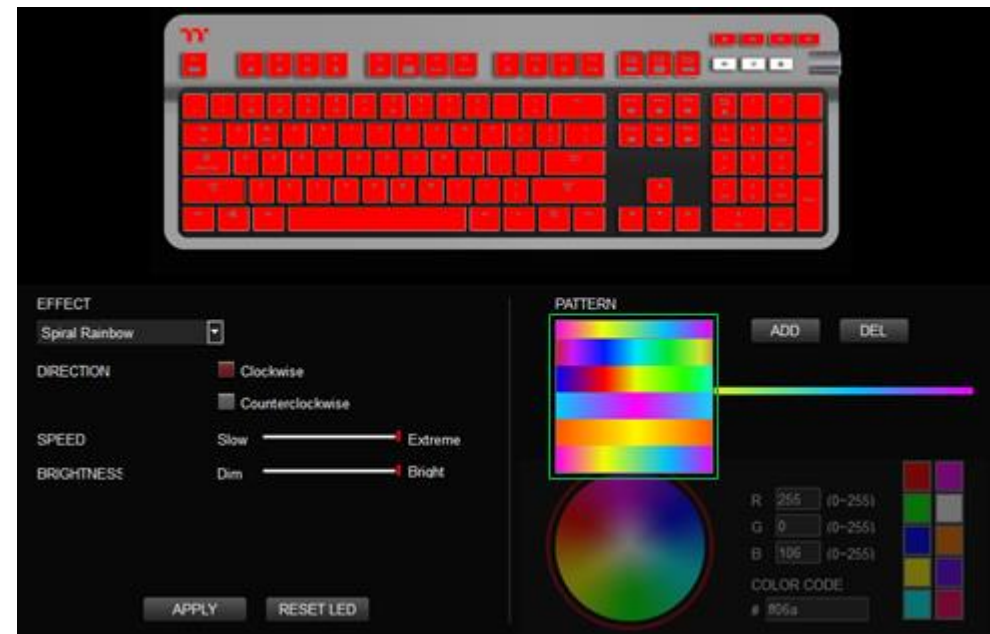 EFFECT
Spiral Rainbow
DIRECTION
Clockwise
Counterclockwise
SPEED
Slow
Extreme
BRIGHTNESS
Dim
Bright
APPLY
RESET LED
PATTERN
ADD
DEL
R 255 (0~255)
G 0 (0~255)
B 106 (0~255)
COLOR CODE
# ff06a